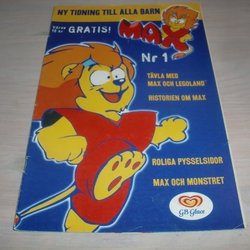 NY TIDNING TILL ALLA BARN
GRATIS!
MAX
Nr 1
TÄVLA MED
MAX OCH LEGOLAND
HISTORIEN OM MAX
ROLIGA PYSSELSIDOR
MAX OCH MONSTRET
GB Glace